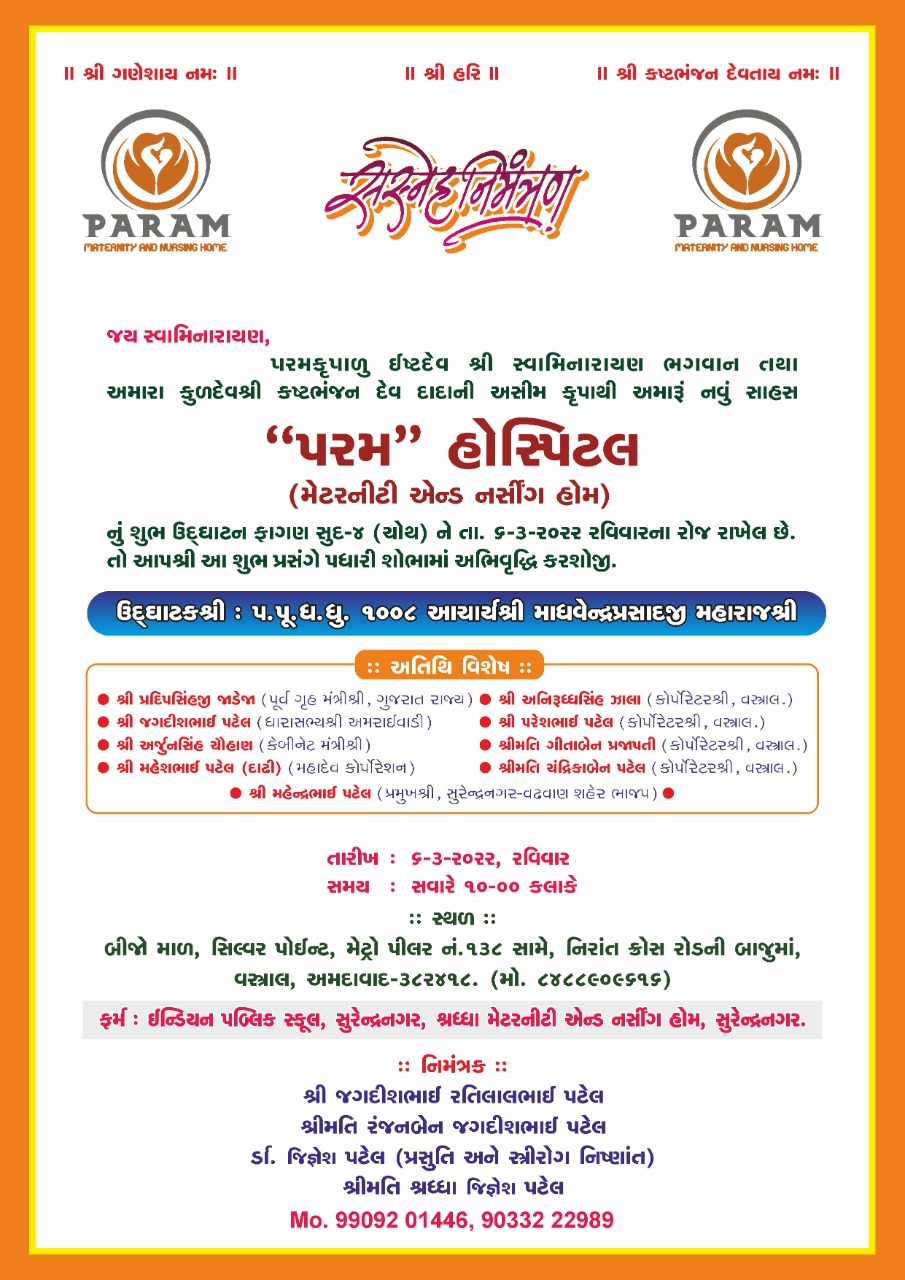 ॥ શ્રી ગણેશાય નમઃ ॥ ॥ શ્રી હરિ ॥ ॥ શ્રી કષ્ટભંજન દેવતાય નમઃ ॥
સસ્નેહ નિમંત્રણ
PARAM PARAM
MATERNITY AND NURSING HOME MATERNITY AND NURSING HOME
જય સ્વામિનારાયણ,
પરમકૃપાળુ ઈષ્ટદેવ શ્રી સ્વામિનારાયણ ભગવાન તથા
અમારા કુળદેવશ્રી કષ્ટભંજન દેવ દાદાની અસીમ કૃપાથી અમારૂં નવું સાહસ
“પરમ” હોસ્પિટલ
(મેટરનીટી એન્ડ નર્સીંગ હોમ)
નું શુભ ઉદ્‌ઘાટન ફાગણ સુદ-૪ (ચોથ) ને તા. ૬-૩-૨૦૨૨ રવિવારના રોજ રાખેલ છે.
તો આપશ્રી આ શુભ પ્રસંગે પધારી શોભામાં અભિવૃદ્ધિ કરશોજી.
ઉદ્‌ઘાટકશ્રી : પ.પૂ.ધ.ધુ. ૧૦૦૮ આચાર્યશ્રી માધવેન્દ્રપ્રસાદજી મહારાજશ્રી
:: અતિથિ વિશેષ ::
● શ્રી પ્રદિપસિંહજી જાડેજા (પૂર્વ ગૃહ મંત્રીશ્રી, ગુજરાત રાજ્ય) ● શ્રી અનિરૂધ્ધસિંહ ઝાલા (કોર્પોરેટરશ્રી, વસ્ત્રાલ.)
● શ્રી જગદીશભાઈ પટેલ (ધારાસભ્યશ્રી અમરાઈવાડી) ● શ્રી પરેશભાઈ પટેલ (કોર્પોરેટરશ્રી, વસ્ત્રાલ.)
● શ્રી અર્જુનસિંહ ચૌહાણ (કેબીનેટ મંત્રીશ્રી) ● શ્રીમતિ ગીતાબેન પ્રજાપતી (કોર્પોરેટરશ્રી, વસ્ત્રાલ.)
● શ્રી મહેશભાઈ પટેલ (દાઢી) (મહાદેવ કોર્પોરેશન) ● શ્રીમતિ ચંદ્રિકાબેન પટેલ (કોર્પોરેટરશ્રી, વસ્ત્રાલ.)
● શ્રી મહેન્દ્રભાઈ પટેલ (પ્રમુખશ્રી, સુરેન્દ્રનગર-વઢવાણ શહેર ભાજપ) ●
તારીખ : ૬-૩-૨૦૨૨, રવિવાર
સમય : સવારે ૧૦-૦૦ કલાકે
:: સ્થળ ::
બીજો માળ, સિલ્વર પોઈન્ટ, મેટ્રો પીલર નં.૧૩૮ સામે, નિરાંત ક્રોસ રોડની બાજુમાં,
વસ્ત્રાલ, અમદાવાદ-૩૮૨૪૧૮. (મો. ૮૪૮૮૯૦૯૬૧૬)
ફર્મ : ઈન્ડિયન પબ્લિક સ્કૂલ, સુરેન્દ્રનગર, શ્રધ્ધા મેટરનીટી એન્ડ નર્સીંગ હોમ, સુરેન્દ્રનગર.
:: નિમંત્રક ::
શ્રી જગદીશભાઈ રતિલાલભાઈ પટેલ
શ્રીમતિ રંજનબેન જગદીશભાઈ પટેલ
ડૉ. જિજ્ઞેશ પટેલ (પ્રસુતિ અને સ્ત્રીરોગ નિષ્ણાંત)
શ્રીમતિ શ્રધ્ધા જિજ્ઞેશ પટેલ
Mo. 99092 01446, 90332 22989